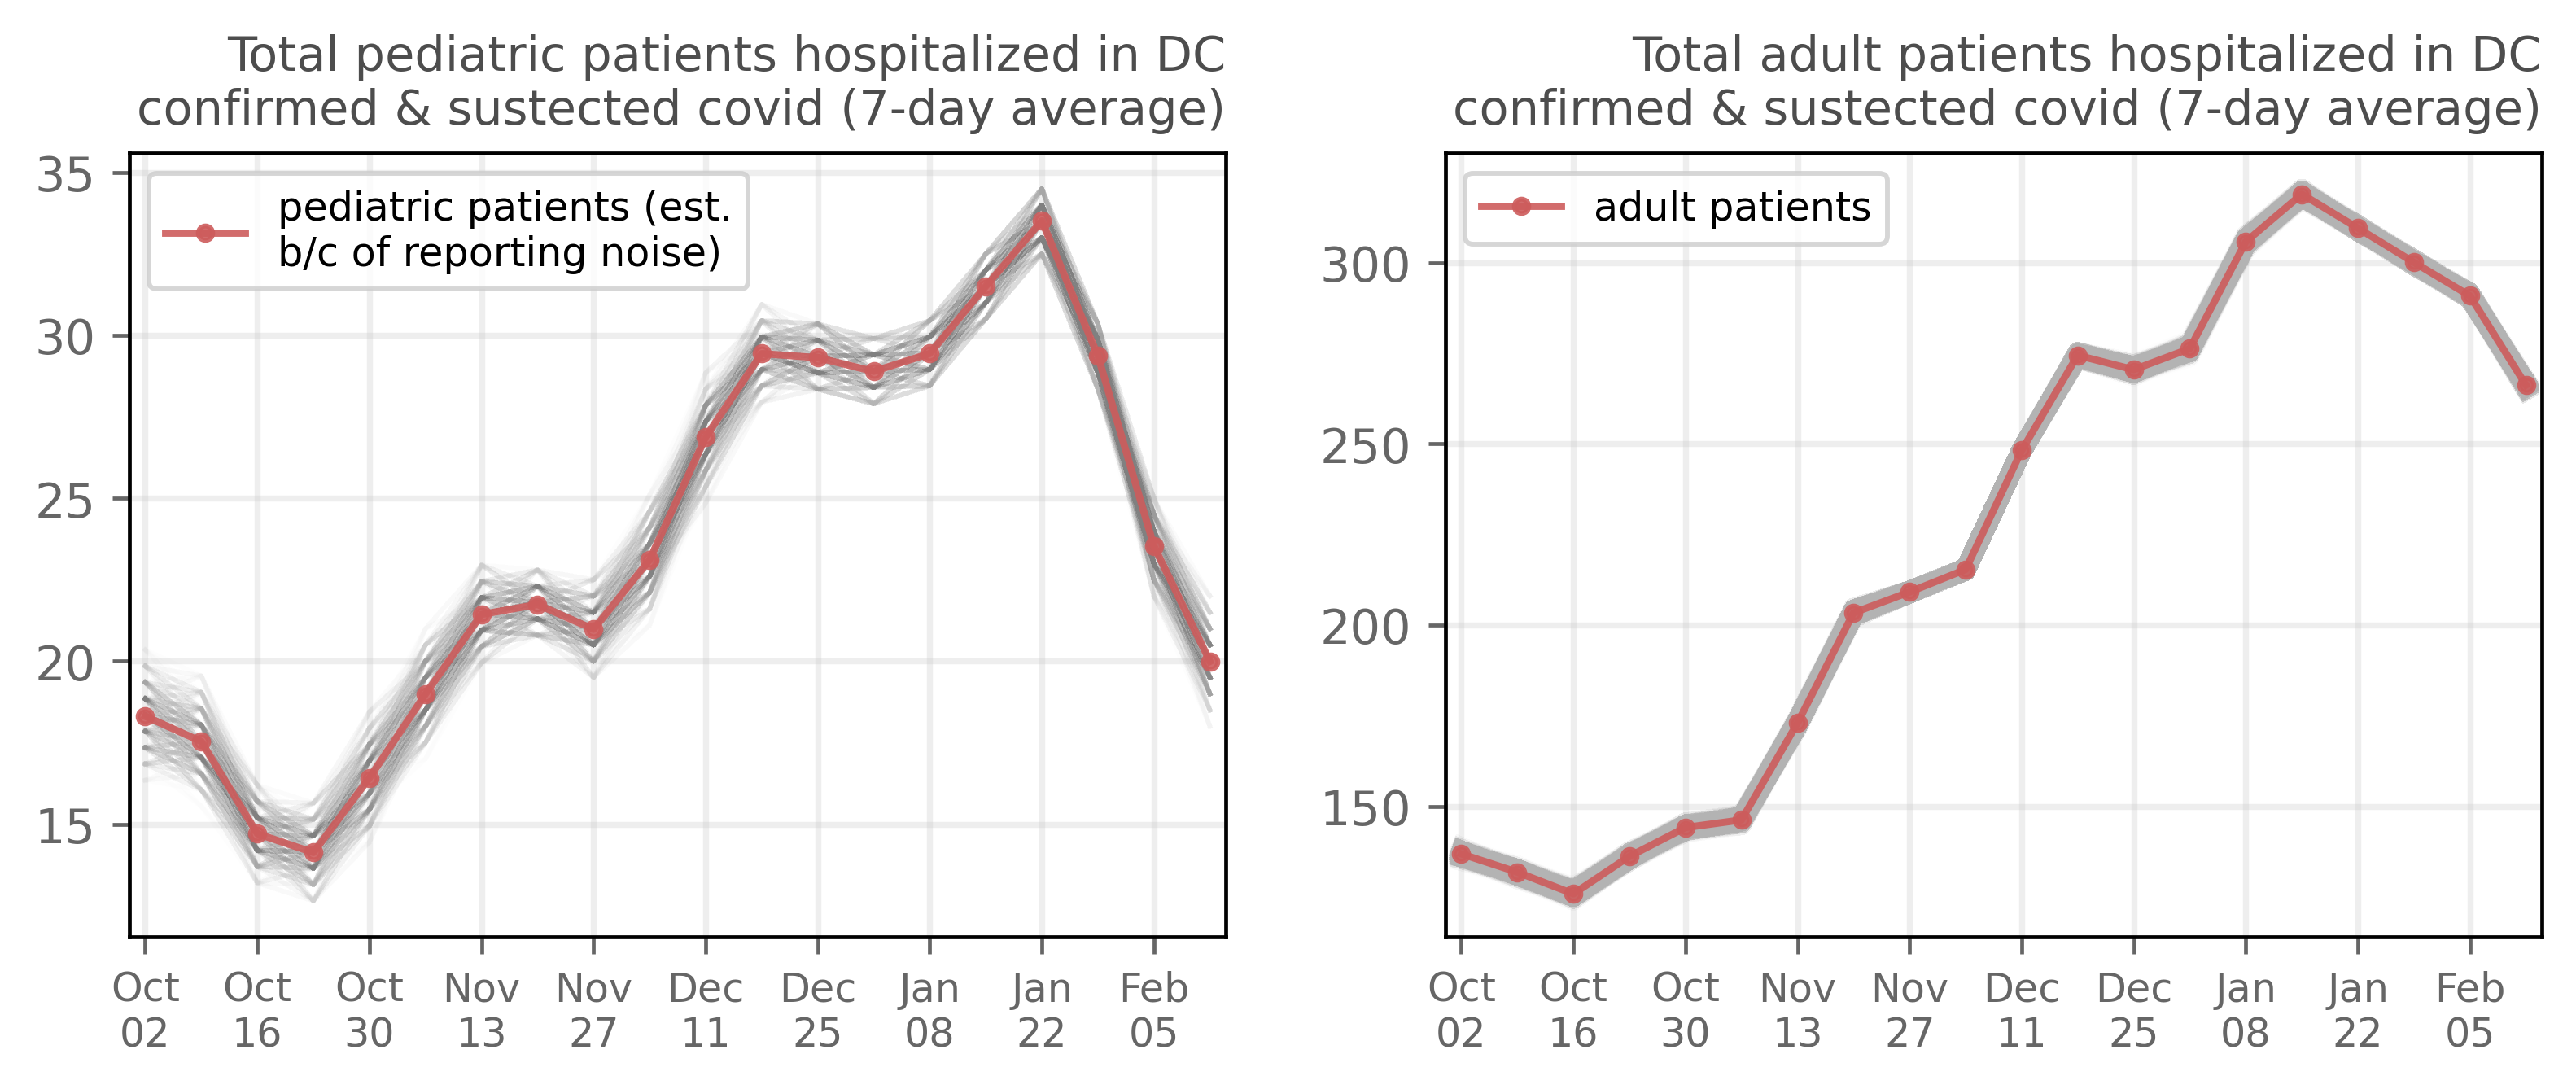 Total pediatric patients hospitalized in DC
confirmed & sustected covid (7-day average)
35
30
25
20
15
pediatric patients (est.
b/c of reporting noise)
Oct Oct Oct Nov Nov Dec Dec Jan Jan Feb
02 16 30 13 27 11 25 08 22 05
Total adult patients hospitalized in DC
confirmed & sustected covid (7-day average)
300
250
200
150
adult patients
Oct Oct Oct Nov Nov Dec Dec Jan Jan Feb
02 16 30 13 27 11 25 08 22 05